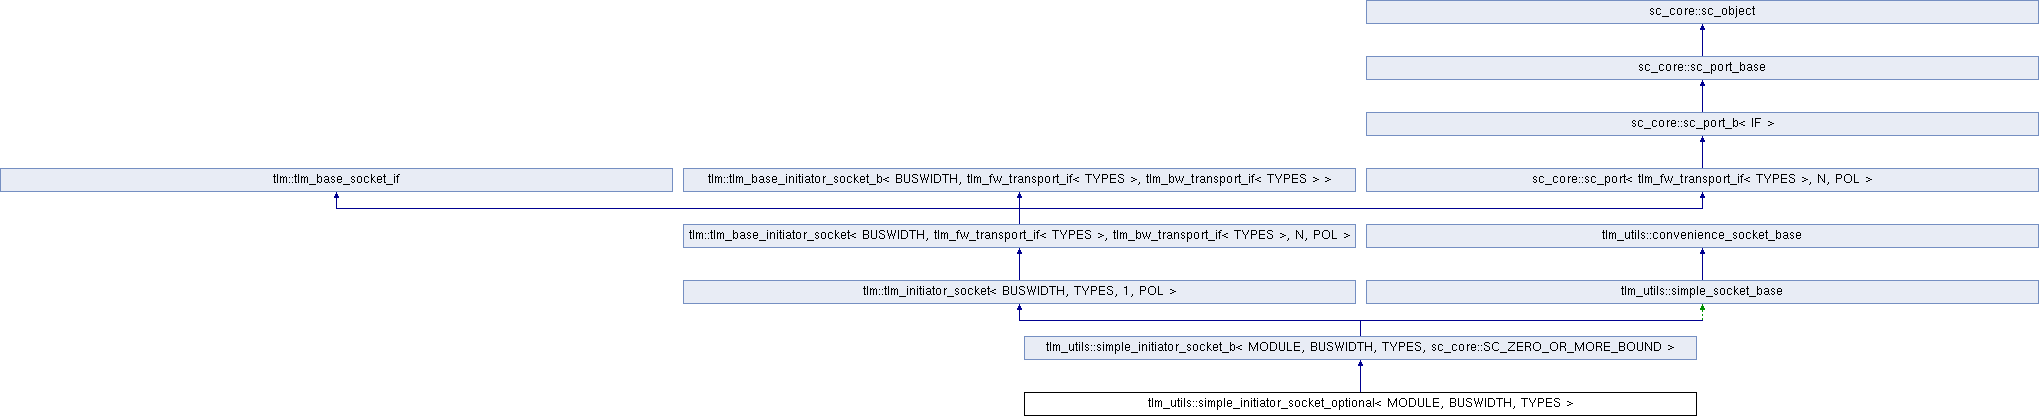 sc_core::sc_object
sc_core::sc_port_base
sc_core::sc_port_b< IF >
tlm::tlm_base_socket_if
tlm::tlm_base_initiator_socket_b< BUSWIDTH, tlm_fw_transport_if< TYPES >, tlm_bw_transport_if< TYPES > >
sc_core::sc_port< tlm_fw_transport_if< TYPES >, N, POL >
tlm::tlm_base_initiator_socket< BUSWIDTH, tlm_fw_transport_if< TYPES >, tlm_bw_transport_if< TYPES >, N, POL >
tlm_utils::convenience_socket_base
tlm::tlm_initiator_socket< BUSWIDTH, TYPES, 1, POL >
tlm_utils::simple_socket_base
tlm_utils::simple_initiator_socket_b< MODULE, BUSWIDTH, TYPES, sc_core::SC_ZERO_OR_MORE_BOUND >
tlm_utils::simple_initiator_socket_optional< MODULE, BUSWIDTH, TYPES >